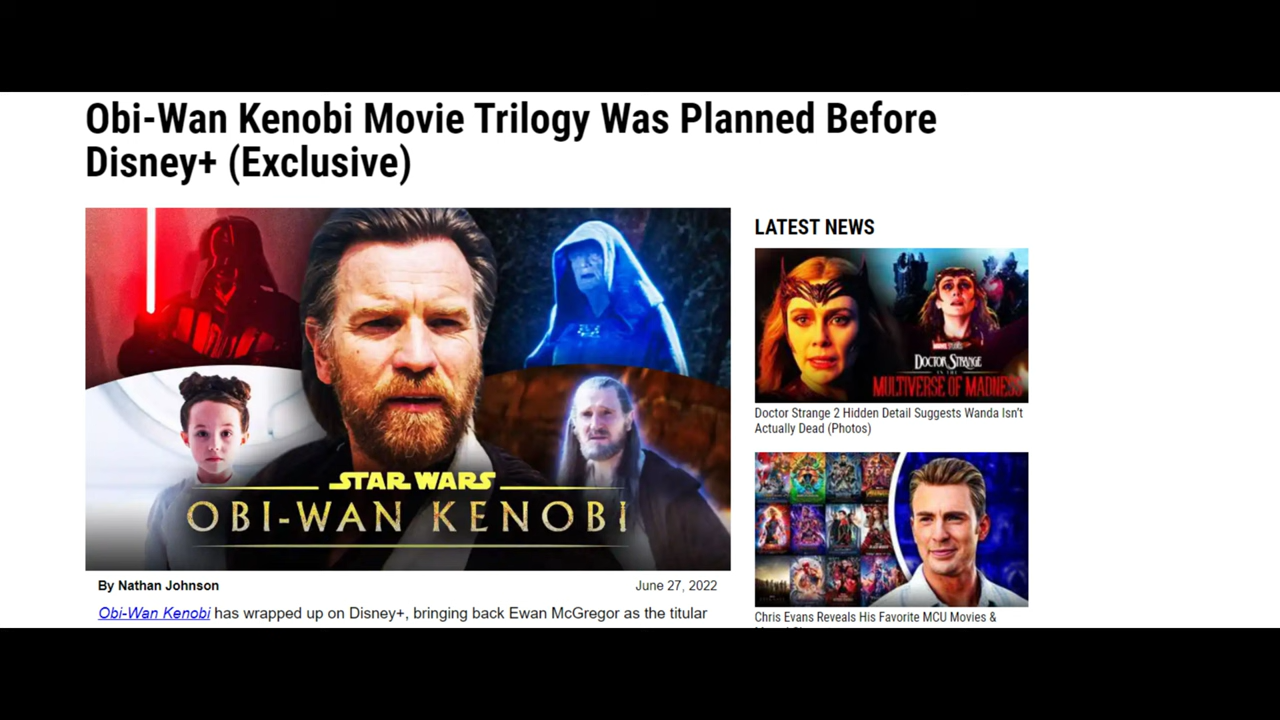 Obi-Wan Kenobi Movie Trilogy Was Planned Before
Disney+ (Exclusive)
STAR WARS
OBI-WAN KENOBI
By Nathan Johnson
June 27, 2022
Obi-Wan Kenobi has wrapped up on Disney+, bringing back Ewan McGregor as the titular
LATEST NEWS
DOCTOR STRANGE
IN THE
MULTIVERSE OF MADNESS
Doctor Strange 2 Hidden Detail Suggests Wanda Isn't
Actually Dead (Photos)
Chris Evans Reveals His Favorite MCU Movies &